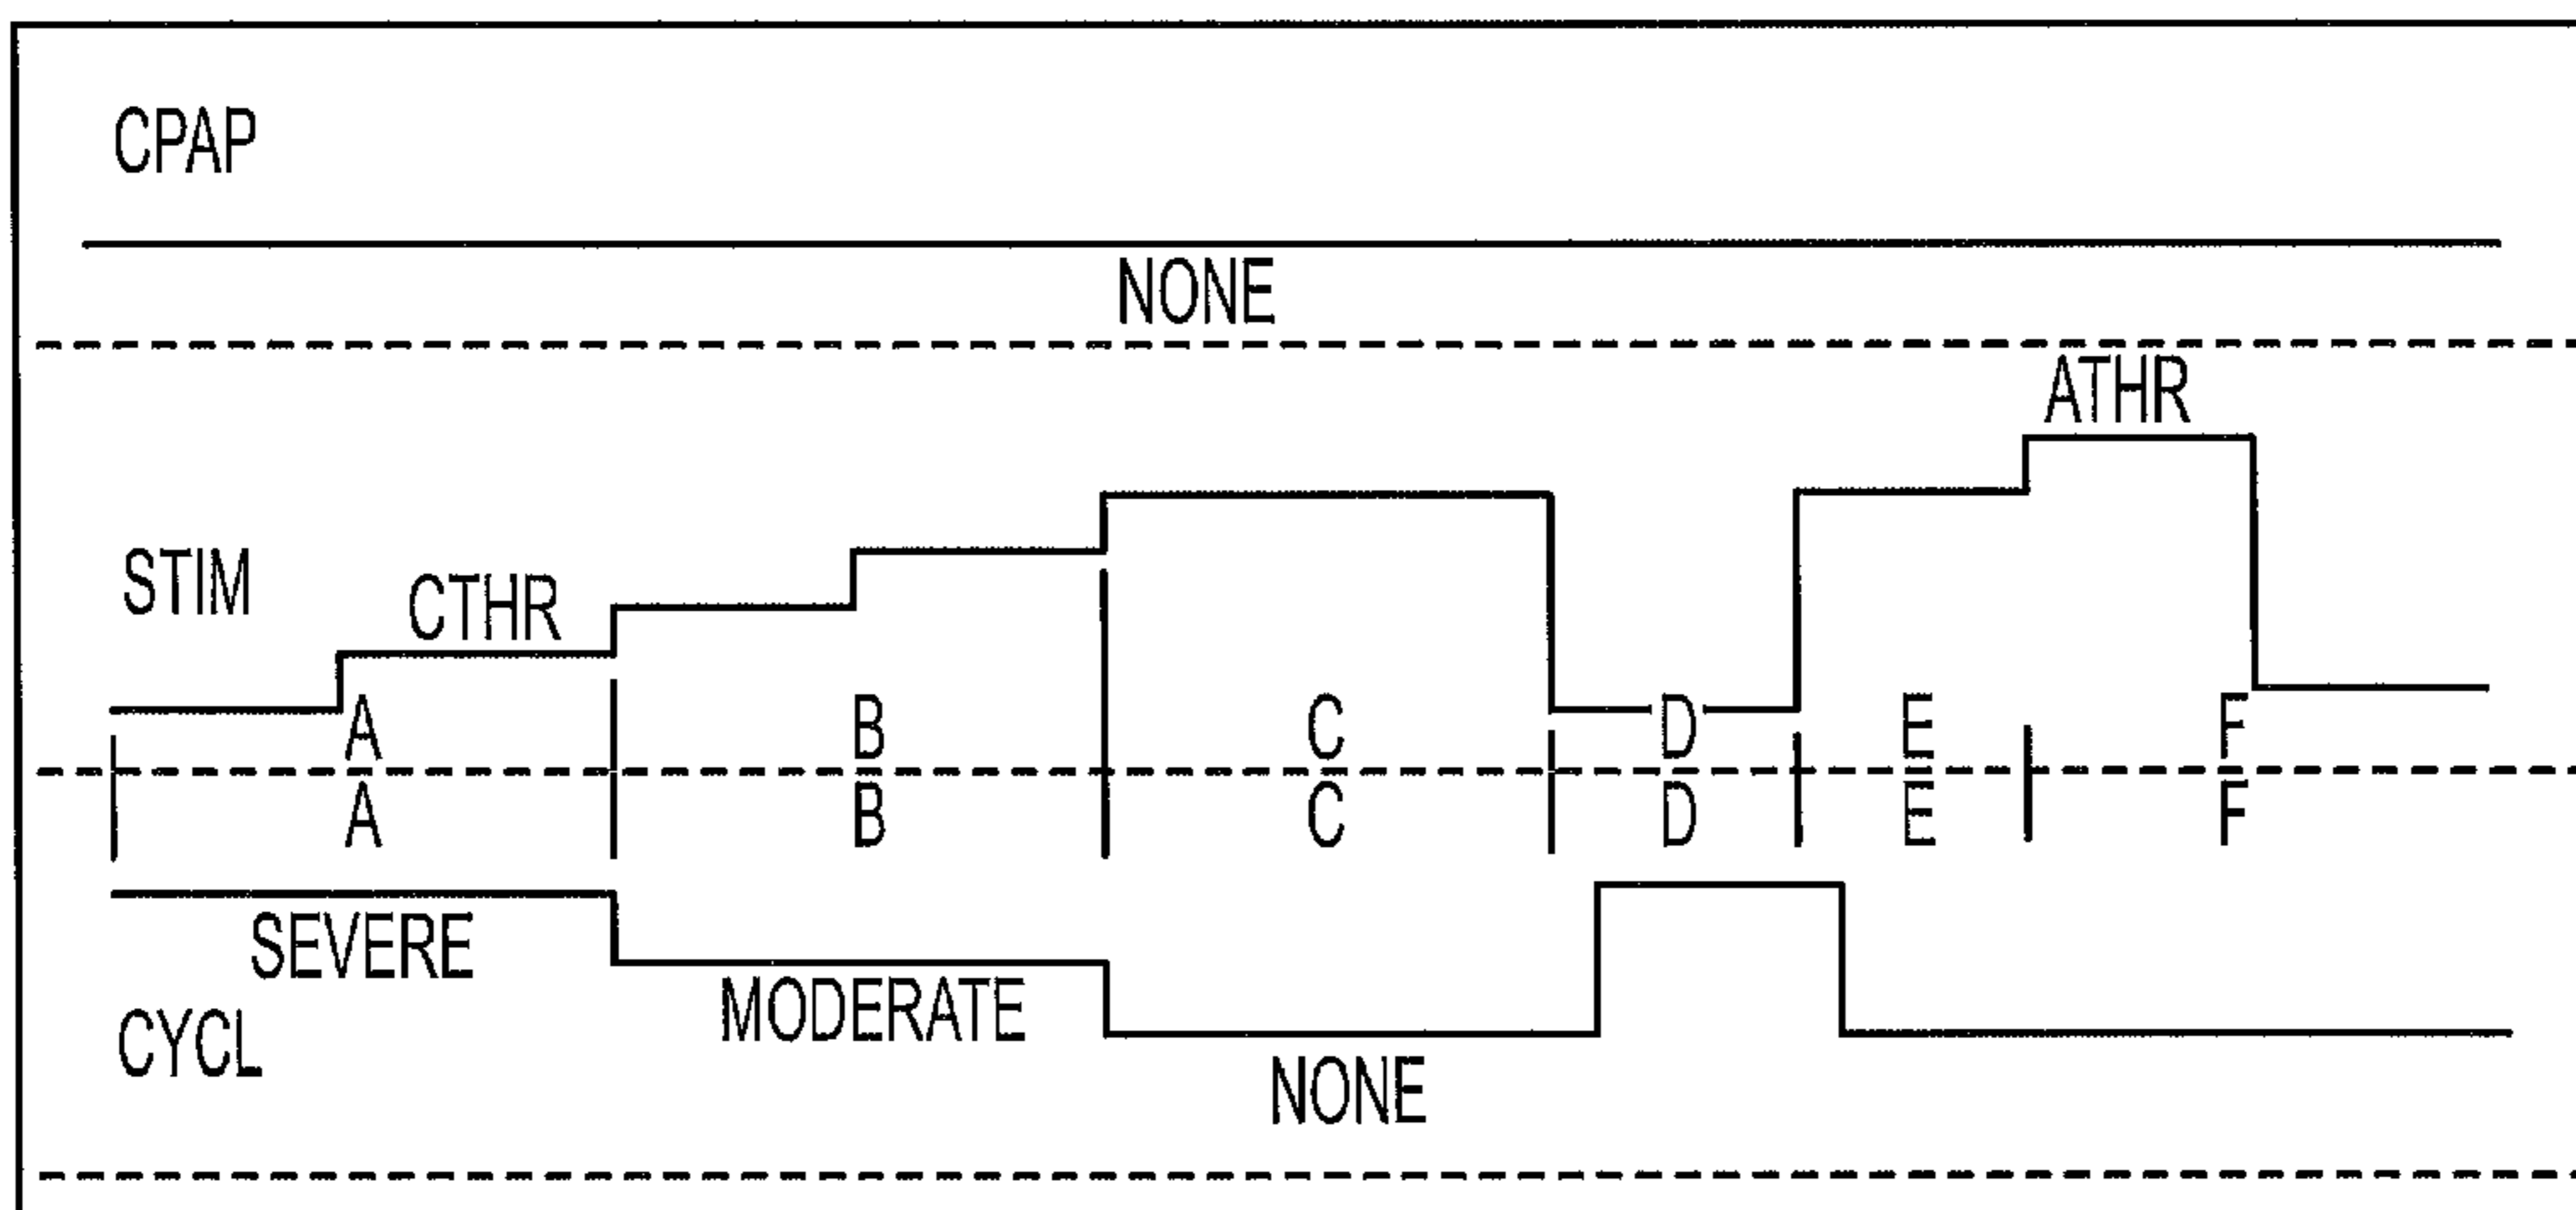 CPAP
NONE
ATHR
STIM
CTHR
A B C D E F
A B C D E F
SEVERE
MODERATE
CYCL
NONE